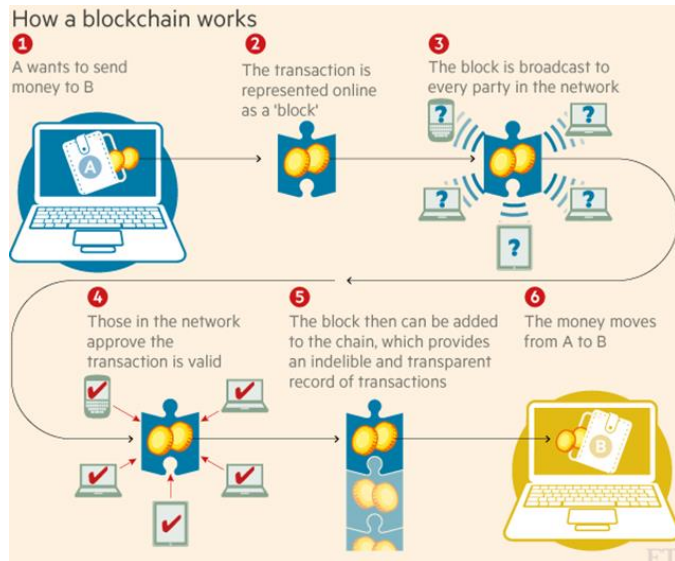 How a blockchain works
1
A wants to send
money to B
2
The transaction is
represented online
as a 'block'
3
The block is broadcast to
every party in the network
A
?
?
?
?
?
4
Those in the network
approve the
transaction is valid
5
The block then can be added
to the chain, which provides
an indelible and transparent
record of transactions
6
The money moves
from A to B
B
FT